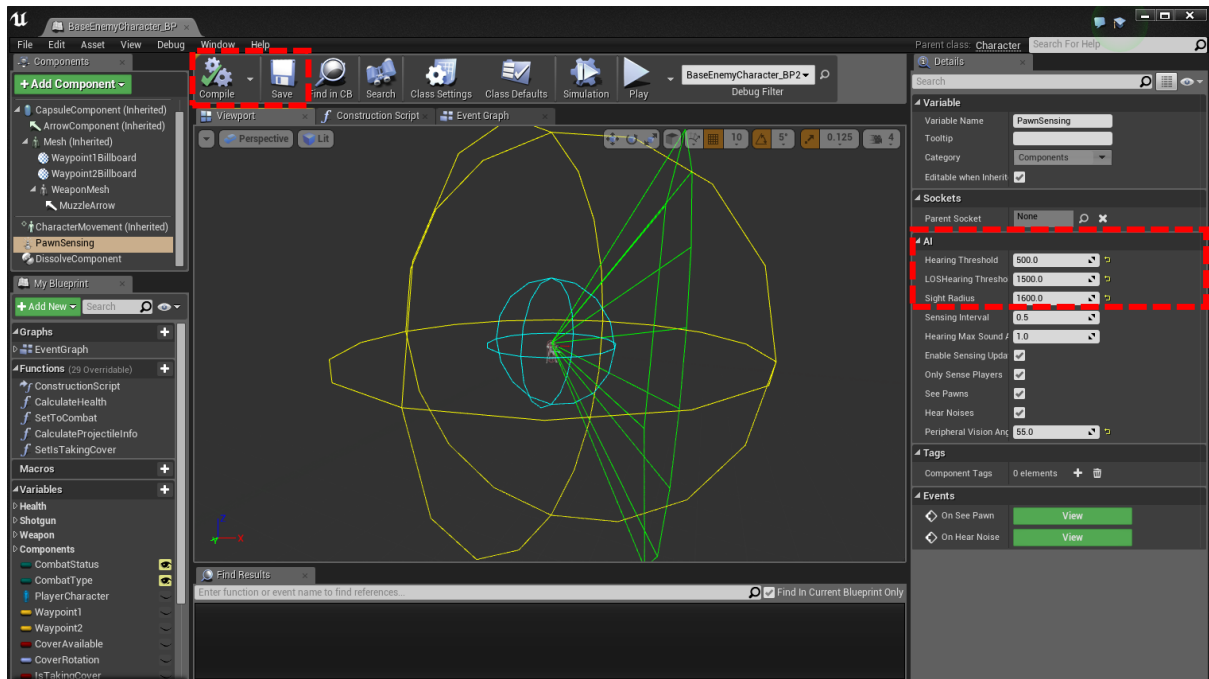 BaseEnemyCharacter_BP
File Edit Asset View Debug Window Help
Parent class: Character Search For Help
Components
+Add Component
CapsuleComponent (Inherited)
ArrowComponent (Inherited)
Mesh (Inherited)
Waypoint1Billboard
Waypoint2Billboard
WeaponMesh
MuzzleArrow
CharacterMovement (Inherited)
PawnSensing
DissolveComponent
My Blueprint
+Add New Search
Graphs
EventGraph
Functions (29 Overridable)
ConstructionScript
CalculateHealth
SetToCombat
CalculateProjectileInfo
SetIsTakingCover
Macros
Variables
Health
Shotgun
Weapon
Components
CombatStatus
CombatType
PlayerCharacter
Waypoint1
Waypoint2
CoverAvailable
CoverRotation
IsTakingCover
Compile Save Find in CB Search Class Settings Class Defaults Simulation Play
BaseEnemyCharacter_BP2
Debug Filter
Viewport Construction Script Event Graph
Perspective Lit 10 5° 0.125 4
Z
X
Find Results
Enter function or event name to find references...
Find In Current Blueprint Only
Details
Search
Variable
Variable Name PawnSensing
Tooltip
Category Components
Editable when Inherit
Sockets
Parent Socket None
AI
Hearing Threshold 500.0
LOSHearing Thresho 1500.0
Sight Radius 1600.0
Sensing Interval 0.5
Hearing Max Sound 1.0
Enable Sensing Upda
Only Sense Players
See Pawns
Hear Noises
Peripheral Vision Ang 55.0
Tags
Component Tags 0 elements
Events
On See Pawn View
On Hear Noise View